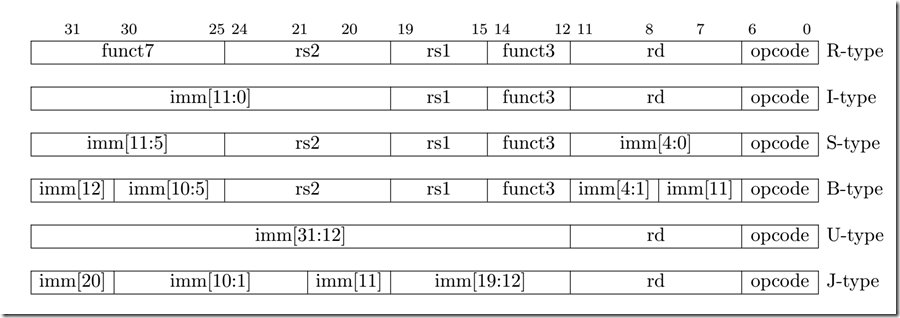 31 30 25 24 21 20 19 15 14 12 11 8 7 6 0
funct7 rs2 rs1 funct3 rd opcode R-type
imm[11:0] rs1 funct3 rd opcode I-type
imm[11:5] rs2 rs1 funct3 imm[4:0] opcode S-type
imm[12] imm[10:5] rs2 rs1 funct3 imm[4:1] imm[11] opcode B-type
imm[31:12] rd opcode U-type
imm[20] imm[10:1] imm[11] imm[19:12] rd opcode J-type